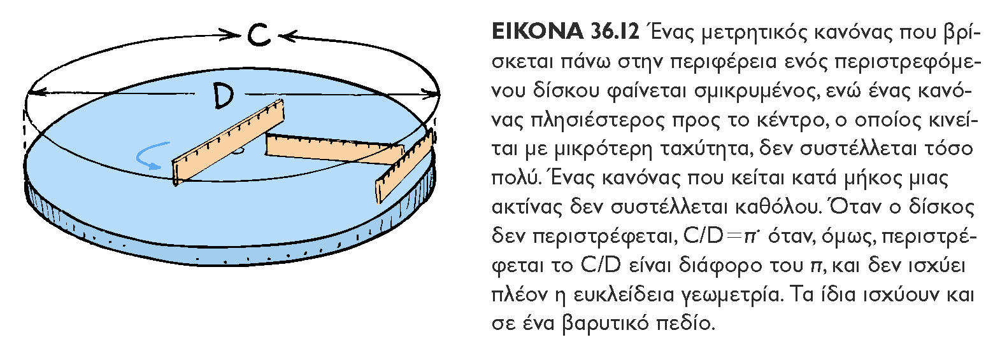 C
D
ΕΙΚΟΝΑ 36.12 Ένας μετρητικός κανόνας που βρί-
σκεται πάνω στην περιφέρεια ενός περιστρεφόμε-
νου δίσκου φαίνεται σμικρυμένος, ενώ ένας κανό-
νας πλησιέστερος προς το κέντρο, ο οποίος κινεί-
ται με μικρότερη ταχύτητα, δεν συστέλλεται τόσο
πολύ. Ένας κανόνας που κείται κατά μήκος μιας
ακτίνας δεν συστέλλεται καθόλου. Όταν ο δίσκος
δεν περιστρέφεται, C/D=π· όταν, όμως, περιστρέ-
φεται το C/D είναι διάφορο του π, και δεν ισχύει
πλέον η ευκλείδεια γεωμετρία. Τα ίδια ισχύουν και
σε ένα βαρυτικό πεδίο.